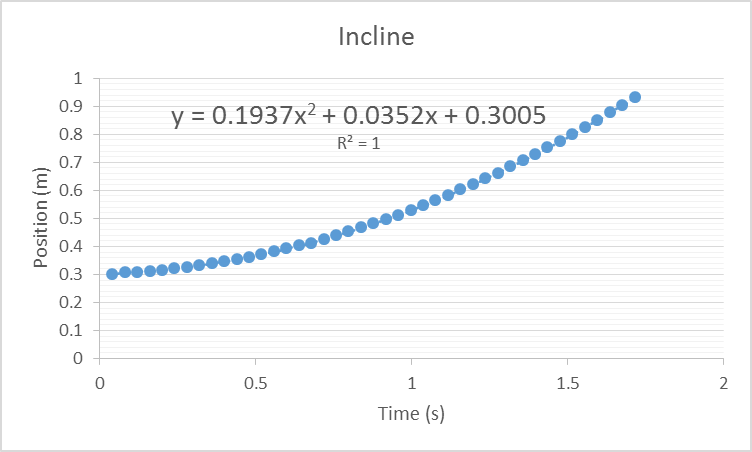 Incline
y = 0.1937x² + 0.0352x + 0.3005
R² = 1
Position (m)
1
0.9
0.8
0.7
0.6
0.5
0.4
0.3
0.2
0.1
0
0 0.5 1 1.5 2
Time (s)